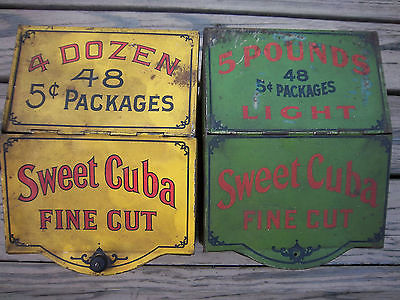 4 DOZEN
48
5¢ PACKAGES
Sweet Cuba
FINE CUT
5 POUNDS
48
5¢ PACKAGES
LIGHT
Sweet Cuba
FINE CUT